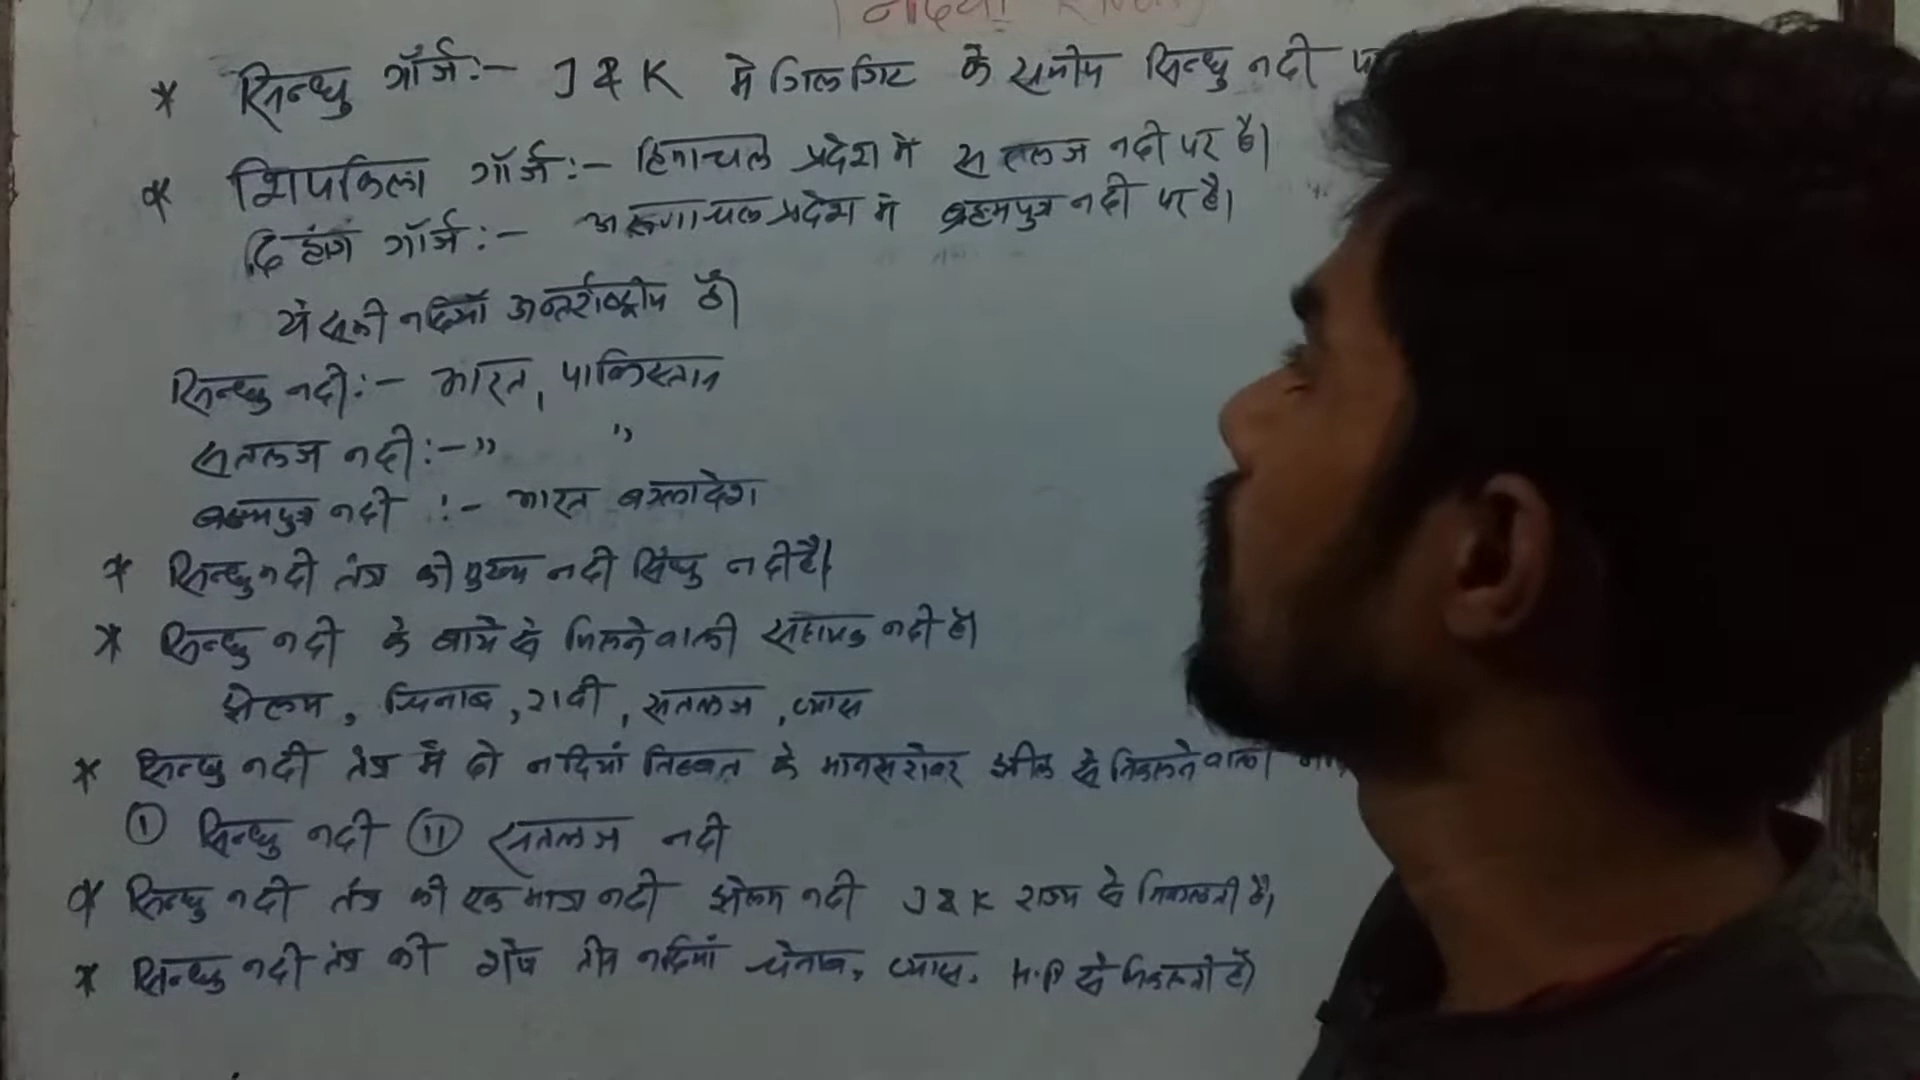 नदियाँ
* सिन्धु गॉर्ज :- J & K मे गिलगिट के समीप सिन्धु नदी
* शिपकिला गॉर्ज :- हिमाचल प्रदेश मे सतलज नदी पर है।
दिहांग गॉर्ज :- अरूणाचल प्रदेश मे ब्रह्मपुत्र नदी पर है।
ये सभी नदियाँ अन्तर्राष्ट्रीय है।
सिन्धु नदी :- भारत, पाकिस्तान
सतलज नदी :- " "
ब्रह्मपुत्र नदी :- भारत बंग्लादेश
* सिन्धु नदी तंत्र की मुख्य नदी सिंधु नदी है।
* सिन्धु नदी के बायें से मिलने वाली सहायक नदी है।
झेलम, चिनाब, रावी, सतलज, व्यास
* सिन्धु नदी तंत्र में दो नदियां तिब्बत के मानसरोवर झील से निकलने वाली
① सिन्धु नदी ⑪ सतलज नदी
* सिन्धु नदी तंत्र की एक मात्र नदी झेलम नदी J & K राज्य से निकलती है।
* सिन्धु नदी तंत्र की शेष तीन नदियां चेनाब, व्यास, H.P से निकलती है।